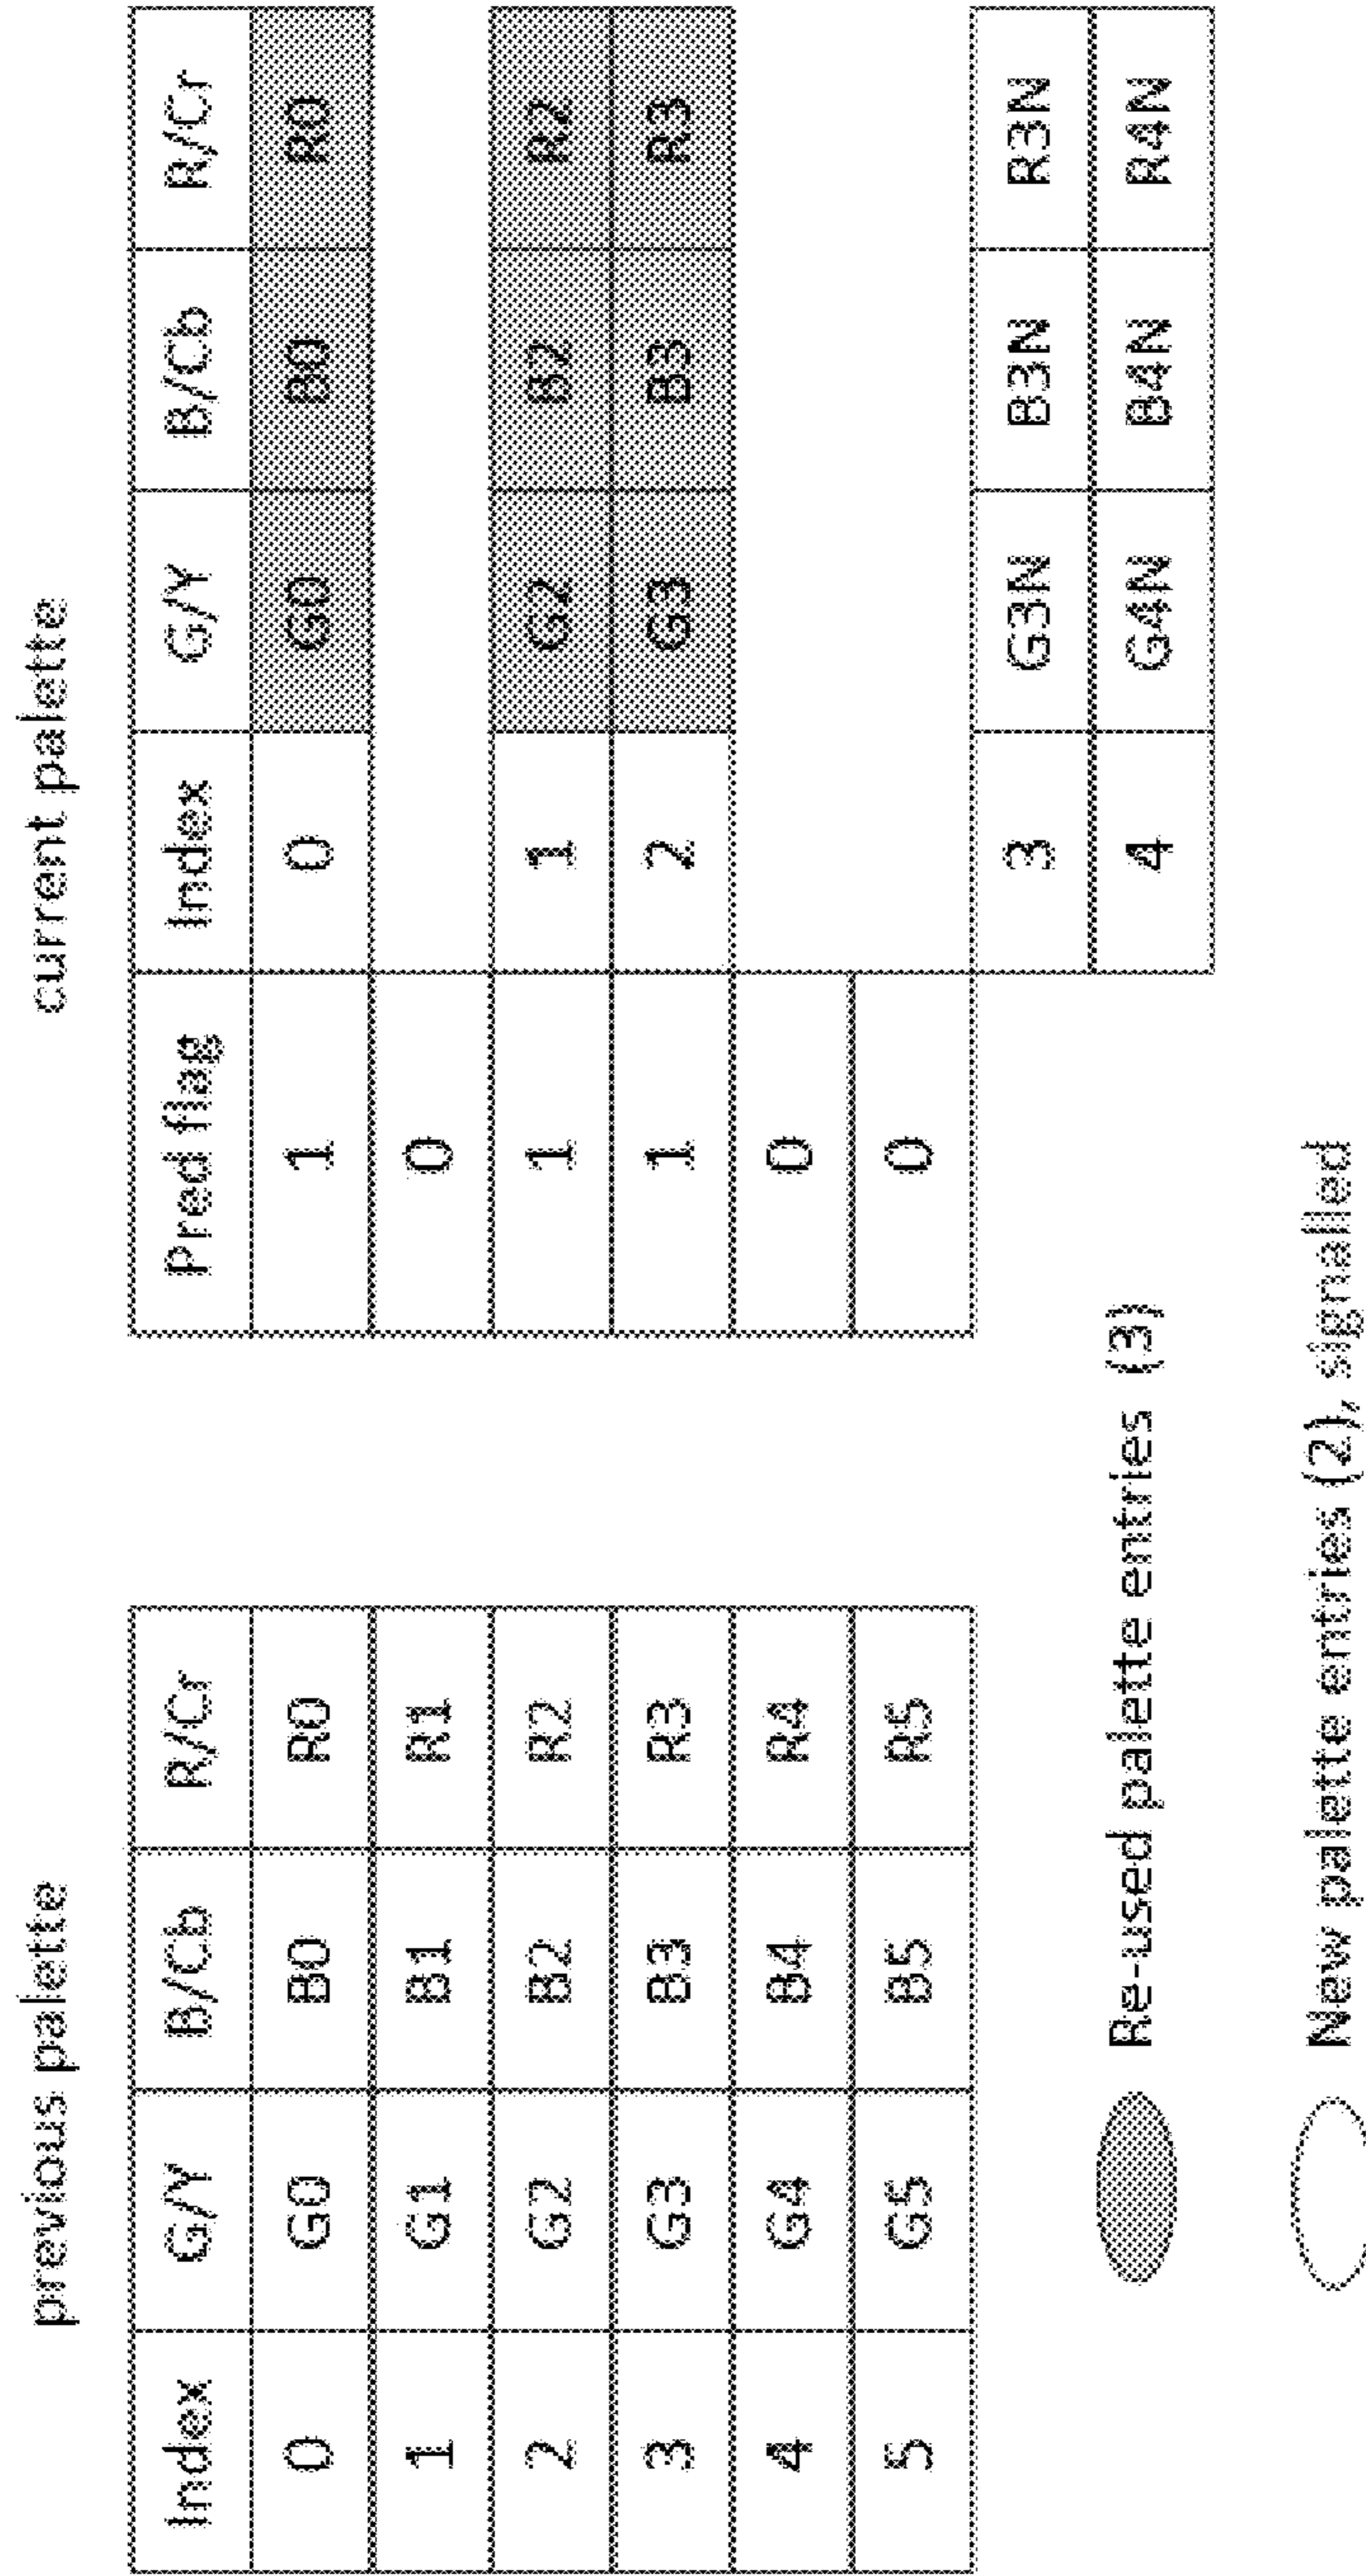 previous palette
current palette
Index G/Y B/Cb R/Cr
Pred flag Index G/Y B/Cb R/Cr
0 G0 B0 R0
1 0 G0 B0 R0
1 G1 B1 R1
0
2 G2 B2 R2
1 1 G2 B2 R2
3 G3 B3 R3
1 2 G3 B3 R3
4 G4 B4 R4
0
5 G5 B5 R5
0
3 G3N B3N R3N
4 G4N B4N R4N
Re-used palette entries (3)
New palette entries (2), signalled